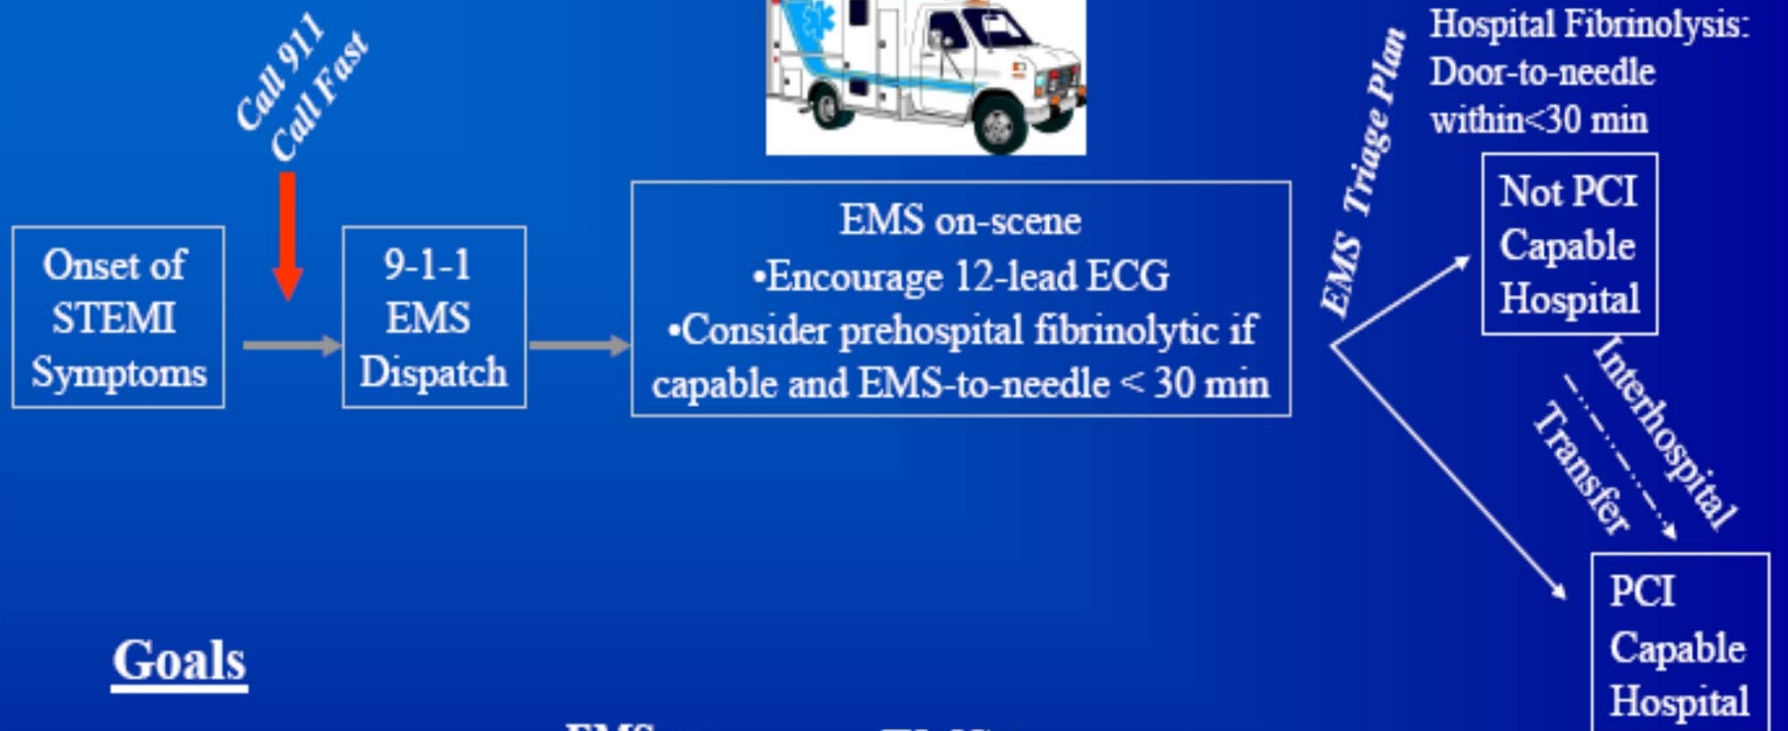 Call 911
Call Fast
Onset of
STEMI
Symptoms
9-1-1
EMS
Dispatch
EMS on-scene
•Encourage 12-lead ECG
•Consider prehospital fibrinolytic if
capable and EMS-to-needle < 30 min
EMS Triage Plan
Hospital Fibrinolysis:
Door-to-needle
within<30 min
Not PCI
Capable
Hospital
Interhospital
Transfer
PCI
Capable
Hospital
Goals
EMS